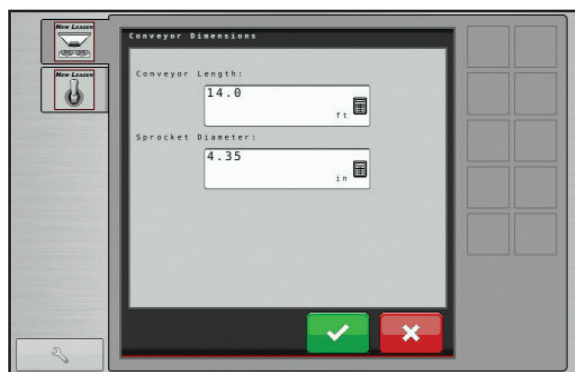 NEW LEADER
NEW LEADER
Conveyor Dimensions
Conveyor Length:
14.0
ft
Sprocket Diameter:
4.35
in